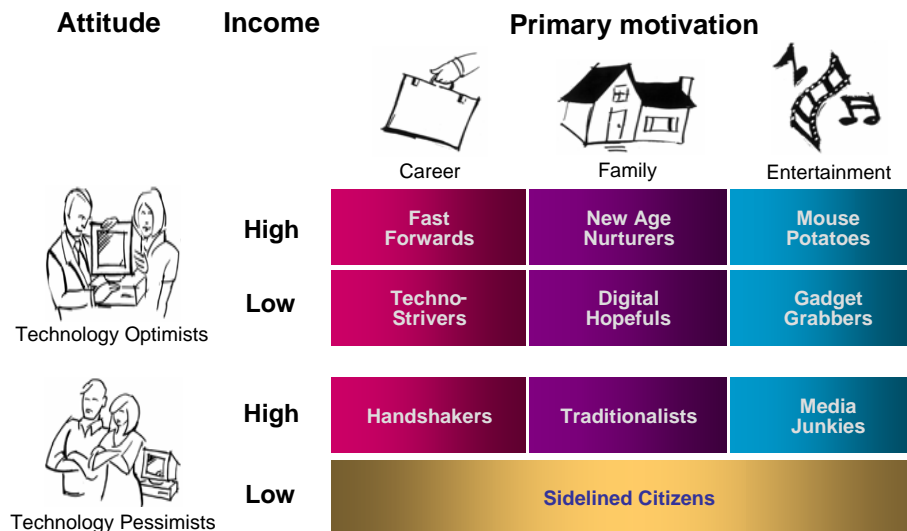 Attitude Income Primary motivation
Career Family Entertainment
High
Fast
Forwards
New Age
Nurturers
Mouse
Potatoes
Low
Techno-
Strivers
Digital
Hopefuls
Gadget
Grabbers
Technology Optimists
High
Handshakers
Traditionalists
Media
Junkies
Low
Sidelined Citizens
Technology Pessimists